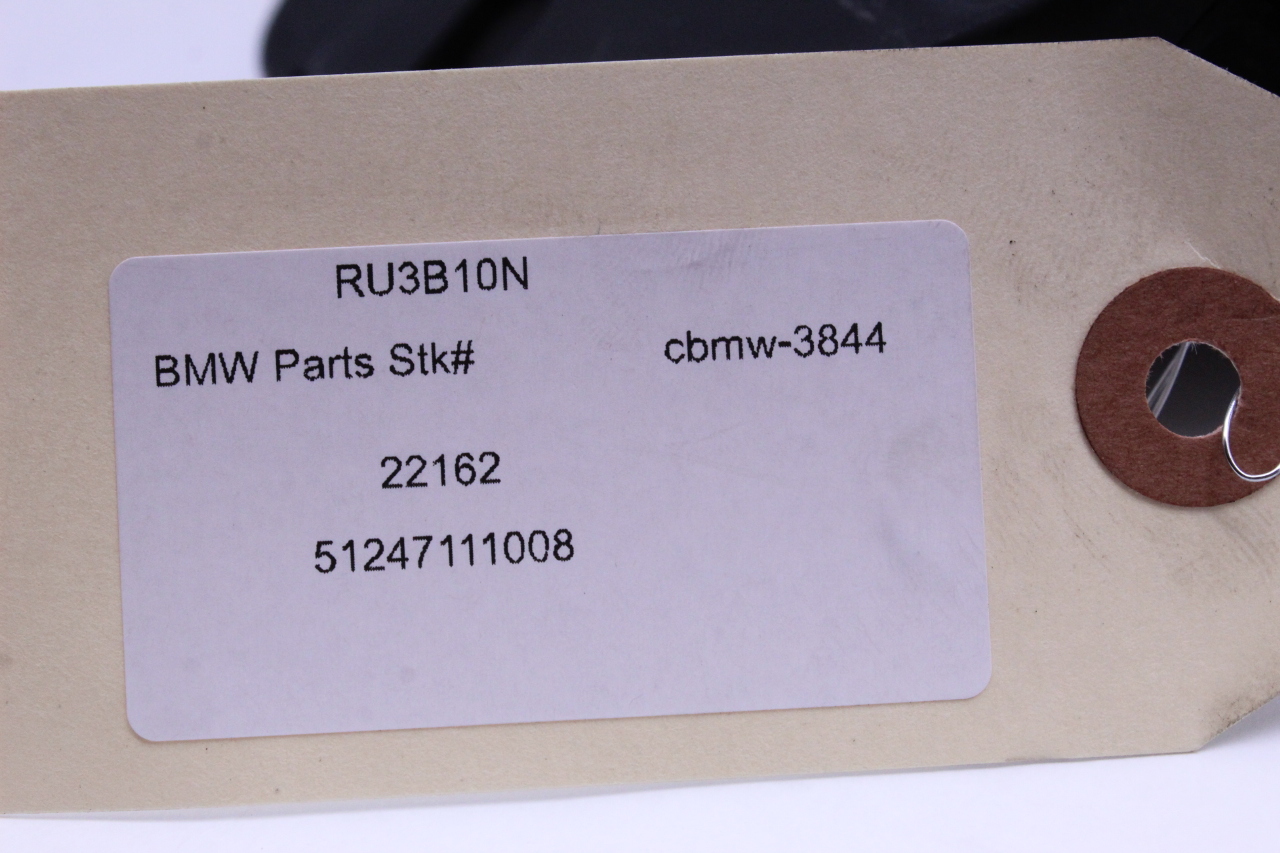 RU3B10N
BMW Parts Stk# cbmw-3844
22162
51247111008